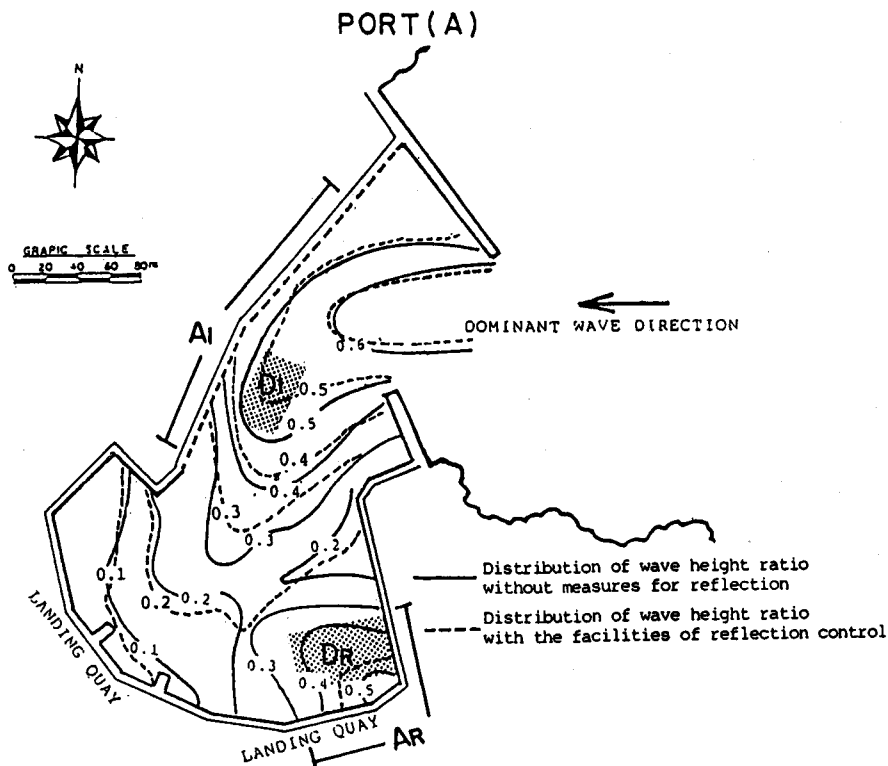 PORT(A)
N
GRAPIC SCALE
0 20 40 60 80m
A1
DOMINANT WAVE DIRECTION
0.6
D1
0.5
0.5
0.4
0.4
0.3
0.3
0.2
0.1
0.2
0.2
0.1
Distribution of wave height ratio
without measures for reflection
Distribution of wave height ratio
with the facilities of reflection control
LANDING QUAY
0.3
DR
0.4
0.5
LANDING QUAY
AR